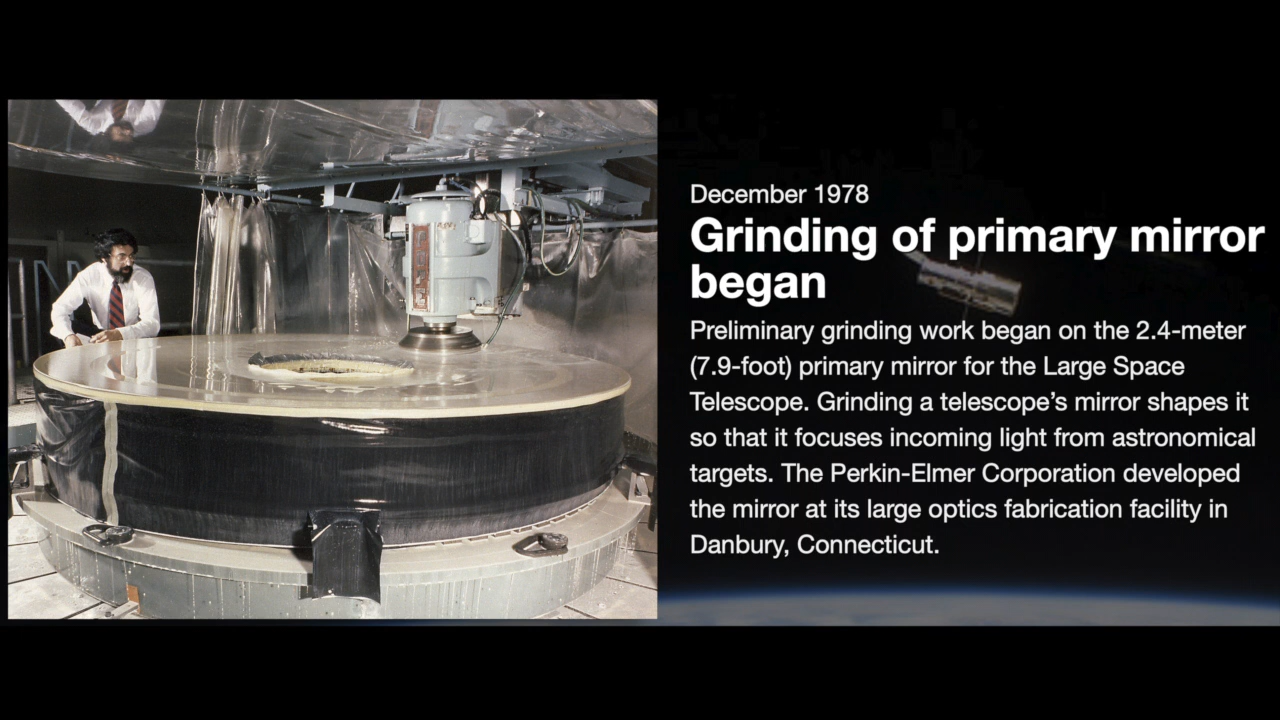 December 1978
Grinding of primary mirror
began
Preliminary grinding work began on the 2.4-meter
(7.9-foot) primary mirror for the Large Space
Telescope. Grinding a telescope’s mirror shapes it
so that it focuses incoming light from astronomical
targets. The Perkin-Elmer Corporation developed
the mirror at its large optics fabrication facility in
Danbury, Connecticut.